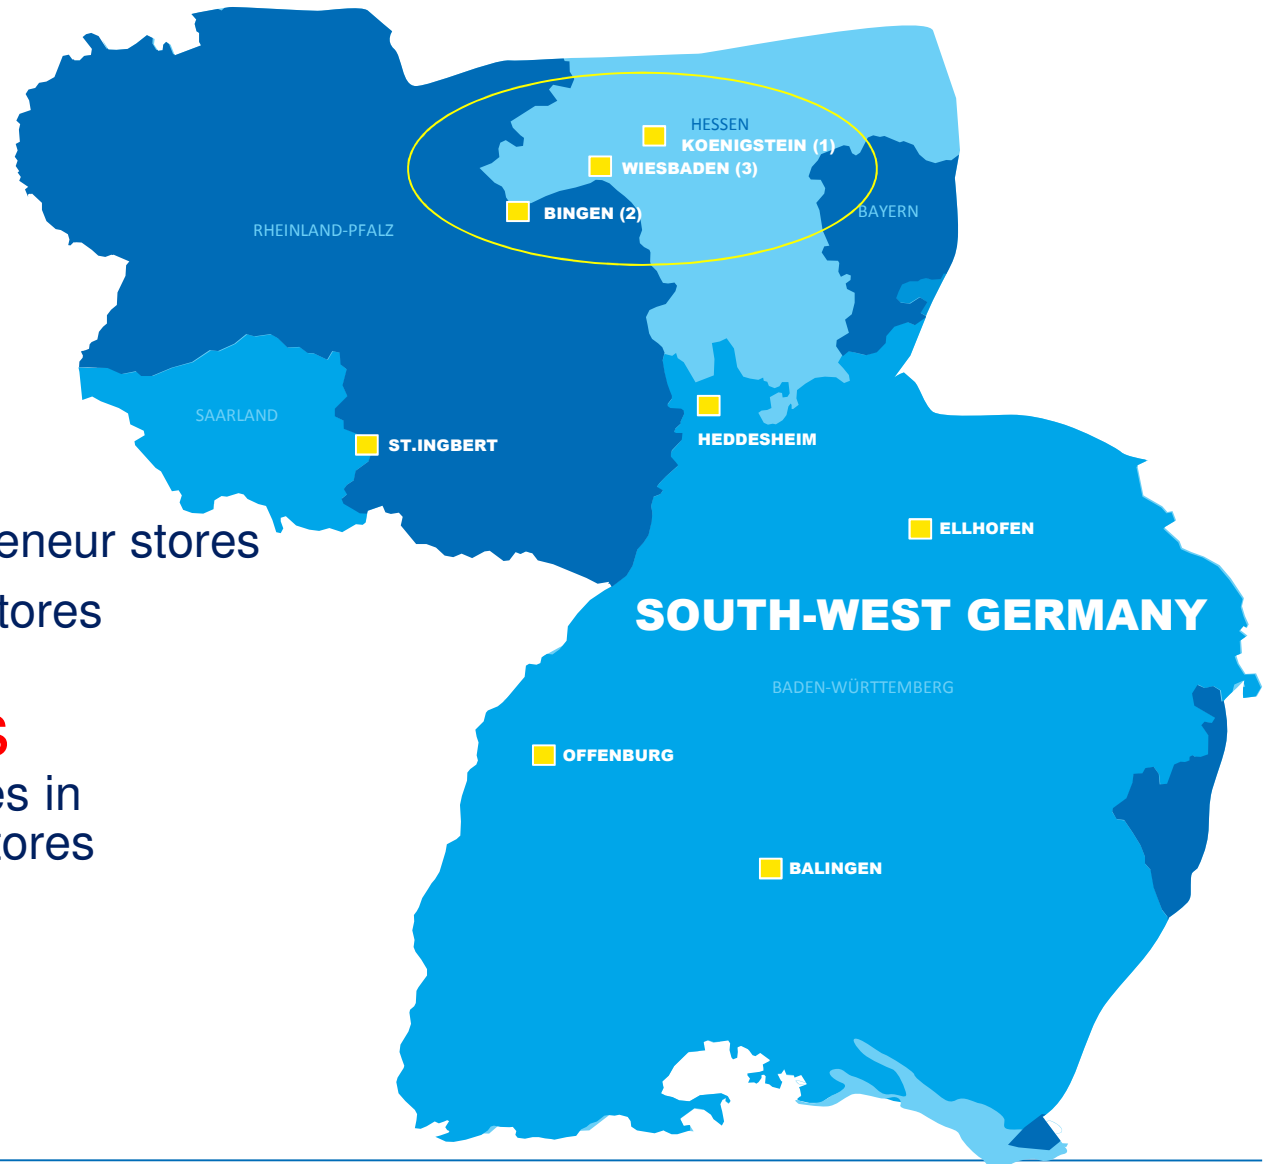 HESSEN
KOENIGSTEIN (1)
WIESBADEN (3)
BINGEN (2)
BAYERN
RHEINLAND-PFALZ
SAARLAND
ST.INGBERT
HEDDESHEIM
ELLHOFEN
eneur stores
tores
SOUTH-WEST GERMANY
BADEN-WÜRTTEMBERG
s
OFFENBURG
es in
tores
BALINGEN